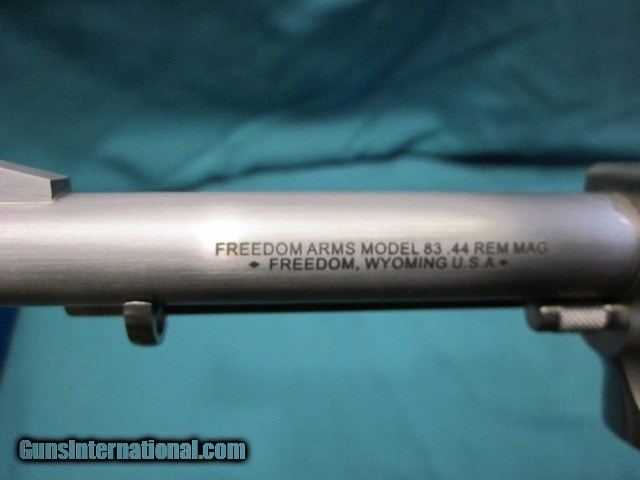 FREEDOM ARMS MODEL 83 .44 REM MAG
FREEDOM, WYOMING U.S.A.
GunsInternational.com